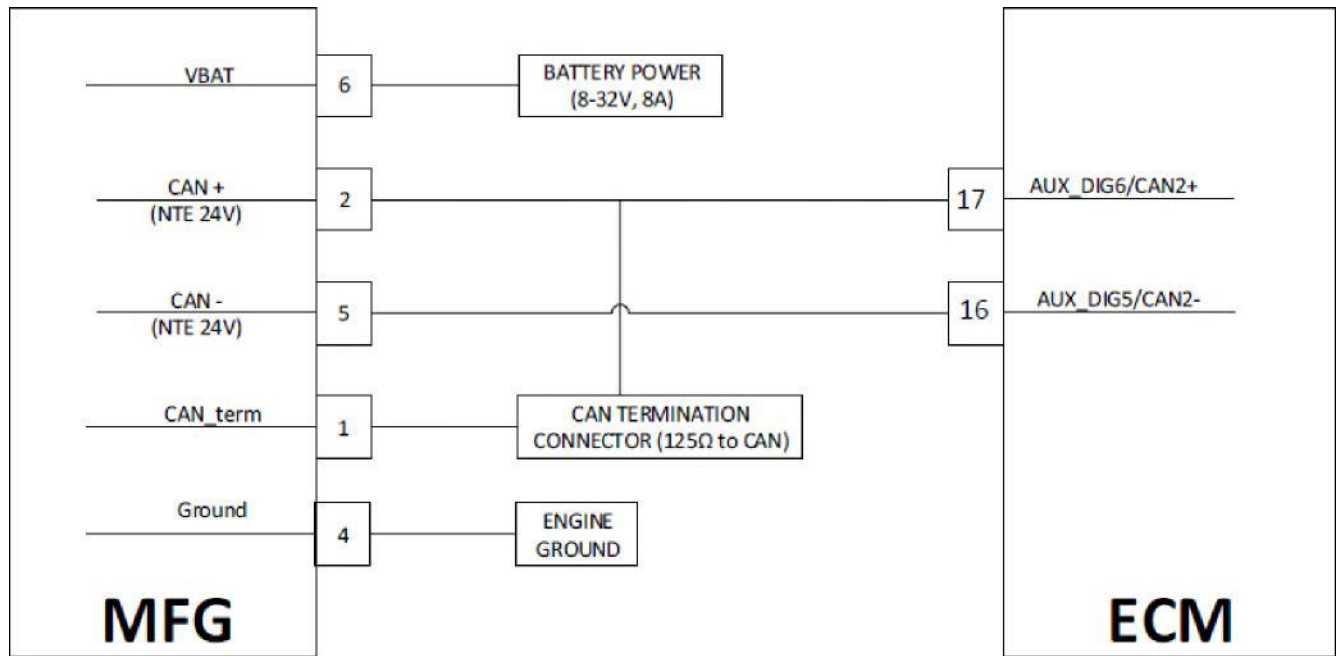 VBAT
6
BATTERY POWER
(8-32V, 8A)
CAN +
(NTE 24V)
2
17
AUX_DIG6/CAN2+
CAN -
(NTE 24V)
5
16
AUX_DIG5/CAN2-
CAN_term
1
CAN TERMINATION
CONNECTOR (125Ω to CAN)
Ground
4
ENGINE
GROUND
MFG
ECM